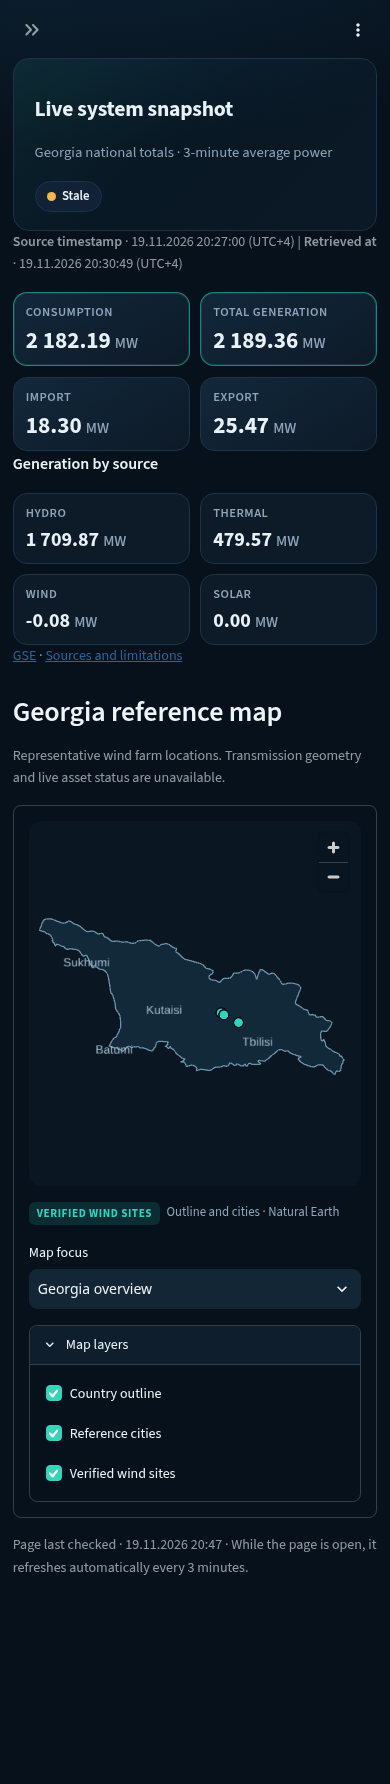 Live system snapshot
Georgia national totals · 3-minute average power
Stale
Source timestamp · 19.11.2026 20:27:00 (UTC+4) | Retrieved at
· 19.11.2026 20:30:49 (UTC+4)
CONSUMPTION
2 182.19 MW
TOTAL GENERATION
2 189.36 MW
IMPORT
18.30 MW
EXPORT
25.47 MW
Generation by source
HYDRO
1 709.87 MW
THERMAL
479.57 MW
WIND
-0.08 MW
SOLAR
0.00 MW
GSE · Sources and limitations
Georgia reference map
Representative wind farm locations. Transmission geometry
and live asset status are unavailable.
Sukhumi
Kutaisi
Tbilisi
Batumi
VERIFIED WIND SITES Outline and cities · Natural Earth
Map focus
Georgia overview
Map layers
Country outline
Reference cities
Verified wind sites
Page last checked · 19.11.2026 20:47 · While the page is open, it
refreshes automatically every 3 minutes.